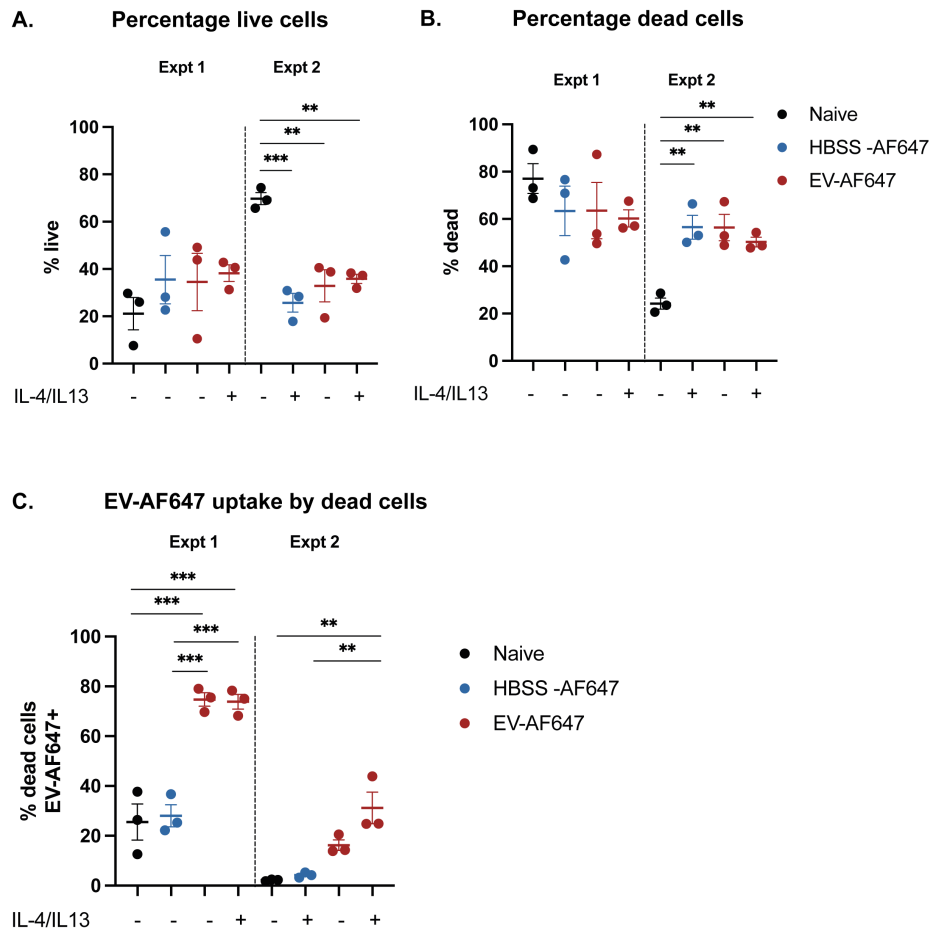 A. Percentage live cells
Expt 1 Expt 2
** 
** 
***
100
80
60
40
20
0
% live
IL-4/IL13 - - - + - + - +
B. Percentage dead cells
Expt 1 Expt 2
**
**
**
100
80
60
40
20
0
% dead
IL-4/IL13 - - - + - + - +
Naive
HBSS -AF647
EV-AF647
C. EV-AF647 uptake by dead cells
Expt 1 Expt 2
***
***
***
***
**
**
100
80
60
40
20
0
% dead cells
EV-AF647+
IL-4/IL13 - - - + - + - +
Naive
HBSS -AF647
EV-AF647